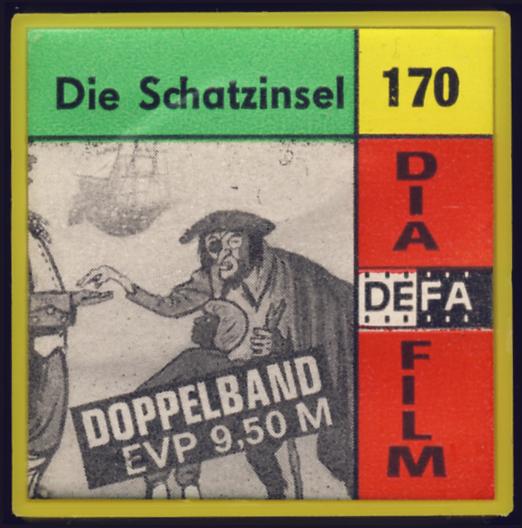 Die Schatzinsel
170
DIA
DEFA
FILM
DOPPELBAND
EVP 9,50 M